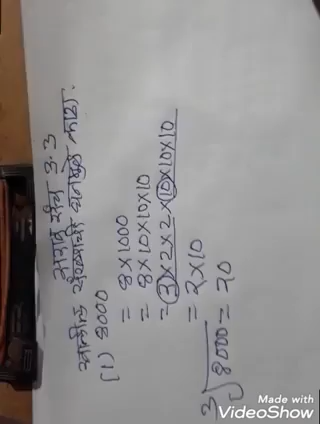 सराव संच 3.3
खालील संख्यांची घनमुळे काढा.
(1) 8000
= 8×1000
= 8×10×10×10
= 2×2×2×10×10×10
= 2×10
∛8000 = 20
Made with
VideoShow